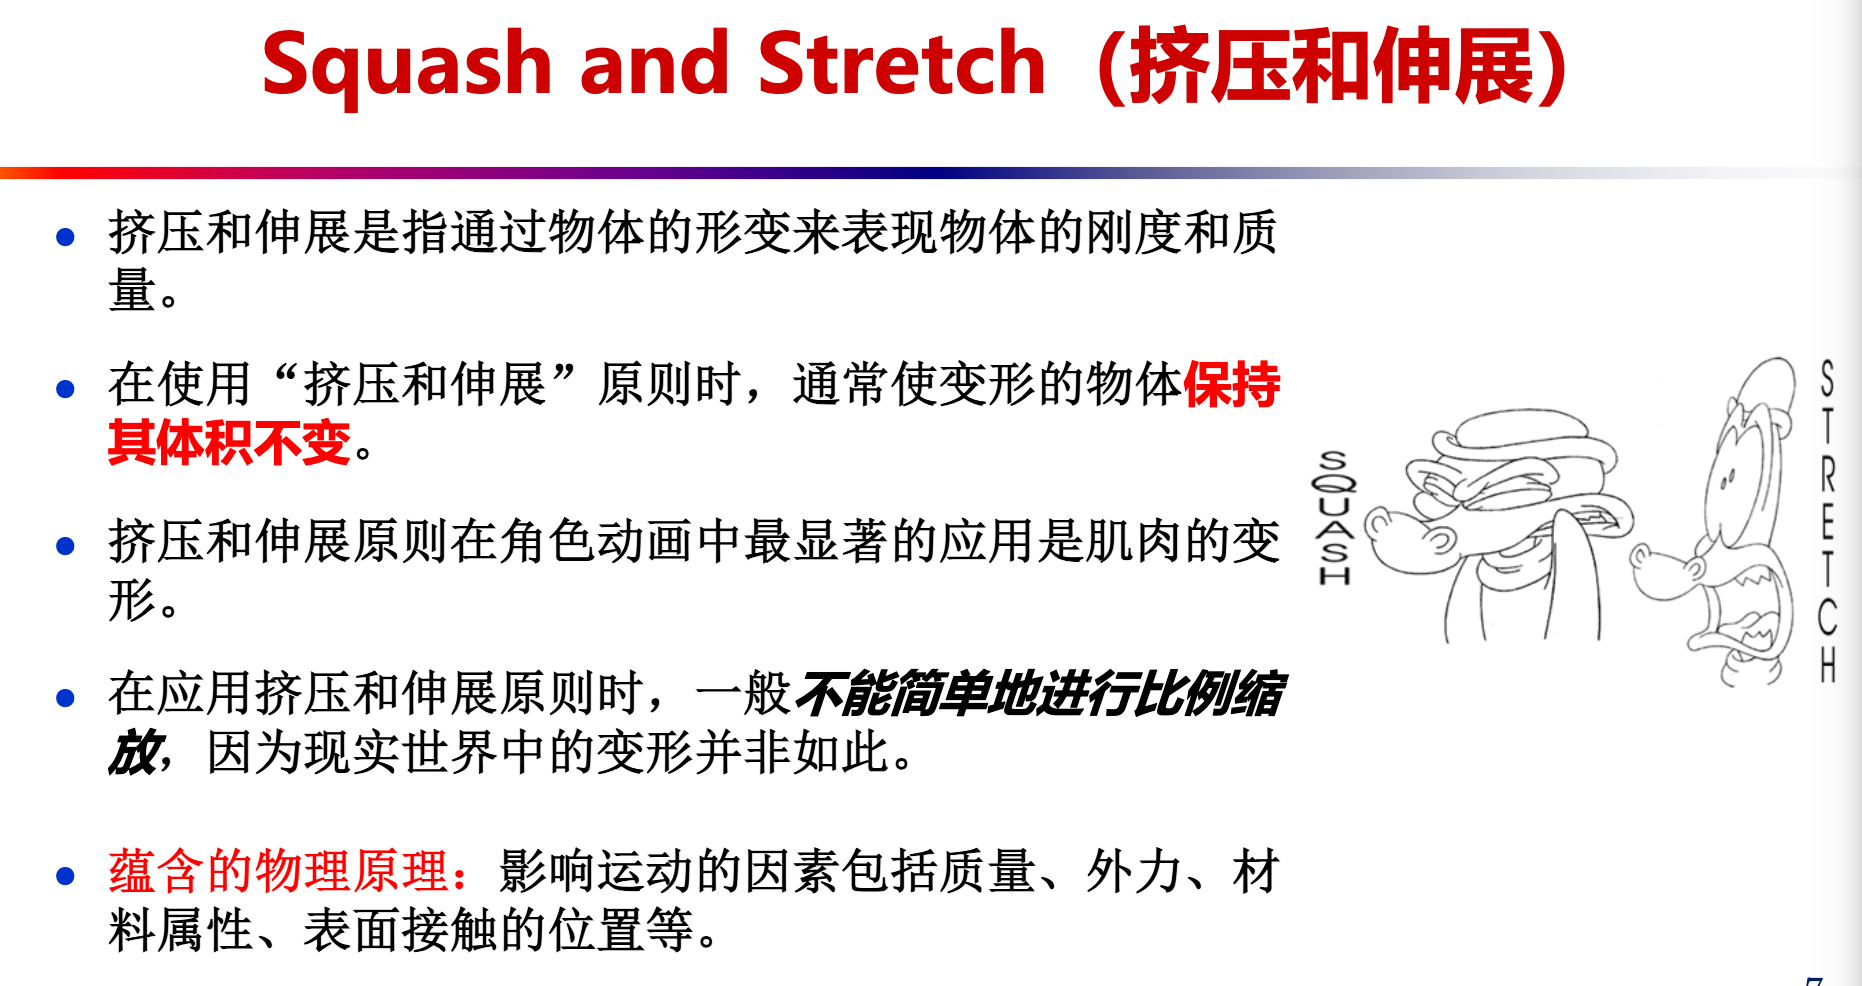 Squash and Stretch（挤压和伸展）
挤压和伸展是指通过物体的形变来表现物体的刚度和质
量。
在使用“挤压和伸展”原则时，通常使变形的物体保持
其体积不变。
挤压和伸展原则在角色动画中最显著的应用是肌肉的变
形。
在应用挤压和伸展原则时，一般不能简单地进行比例缩
放，因为现实世界中的变形并非如此。
蕴含的物理原理：影响运动的因素包括质量、外力、材
料属性、表面接触的位置等。
SQUASH
STRETCH
7